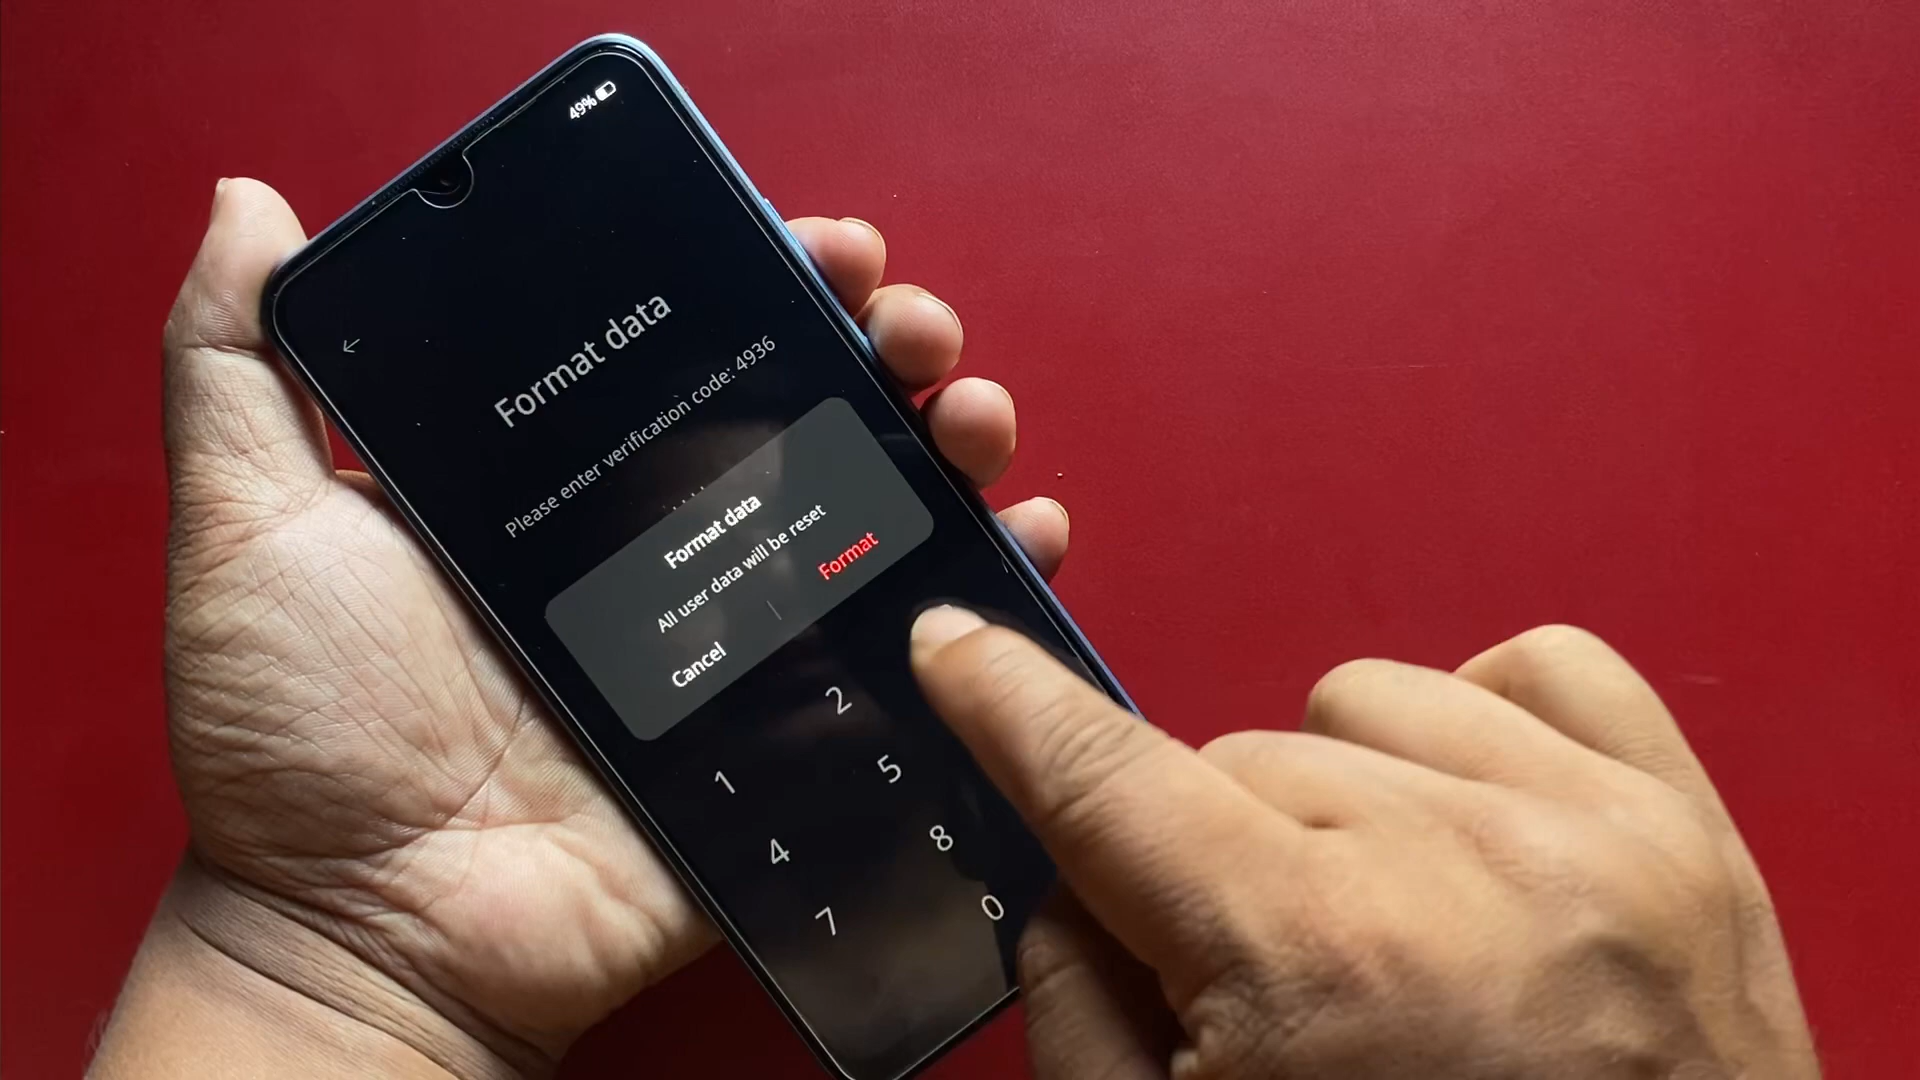 49%
Format data
Please enter verification code: 4936
Format data
All user data will be reset
Cancel
Format
1
2
4
5
7
8
0